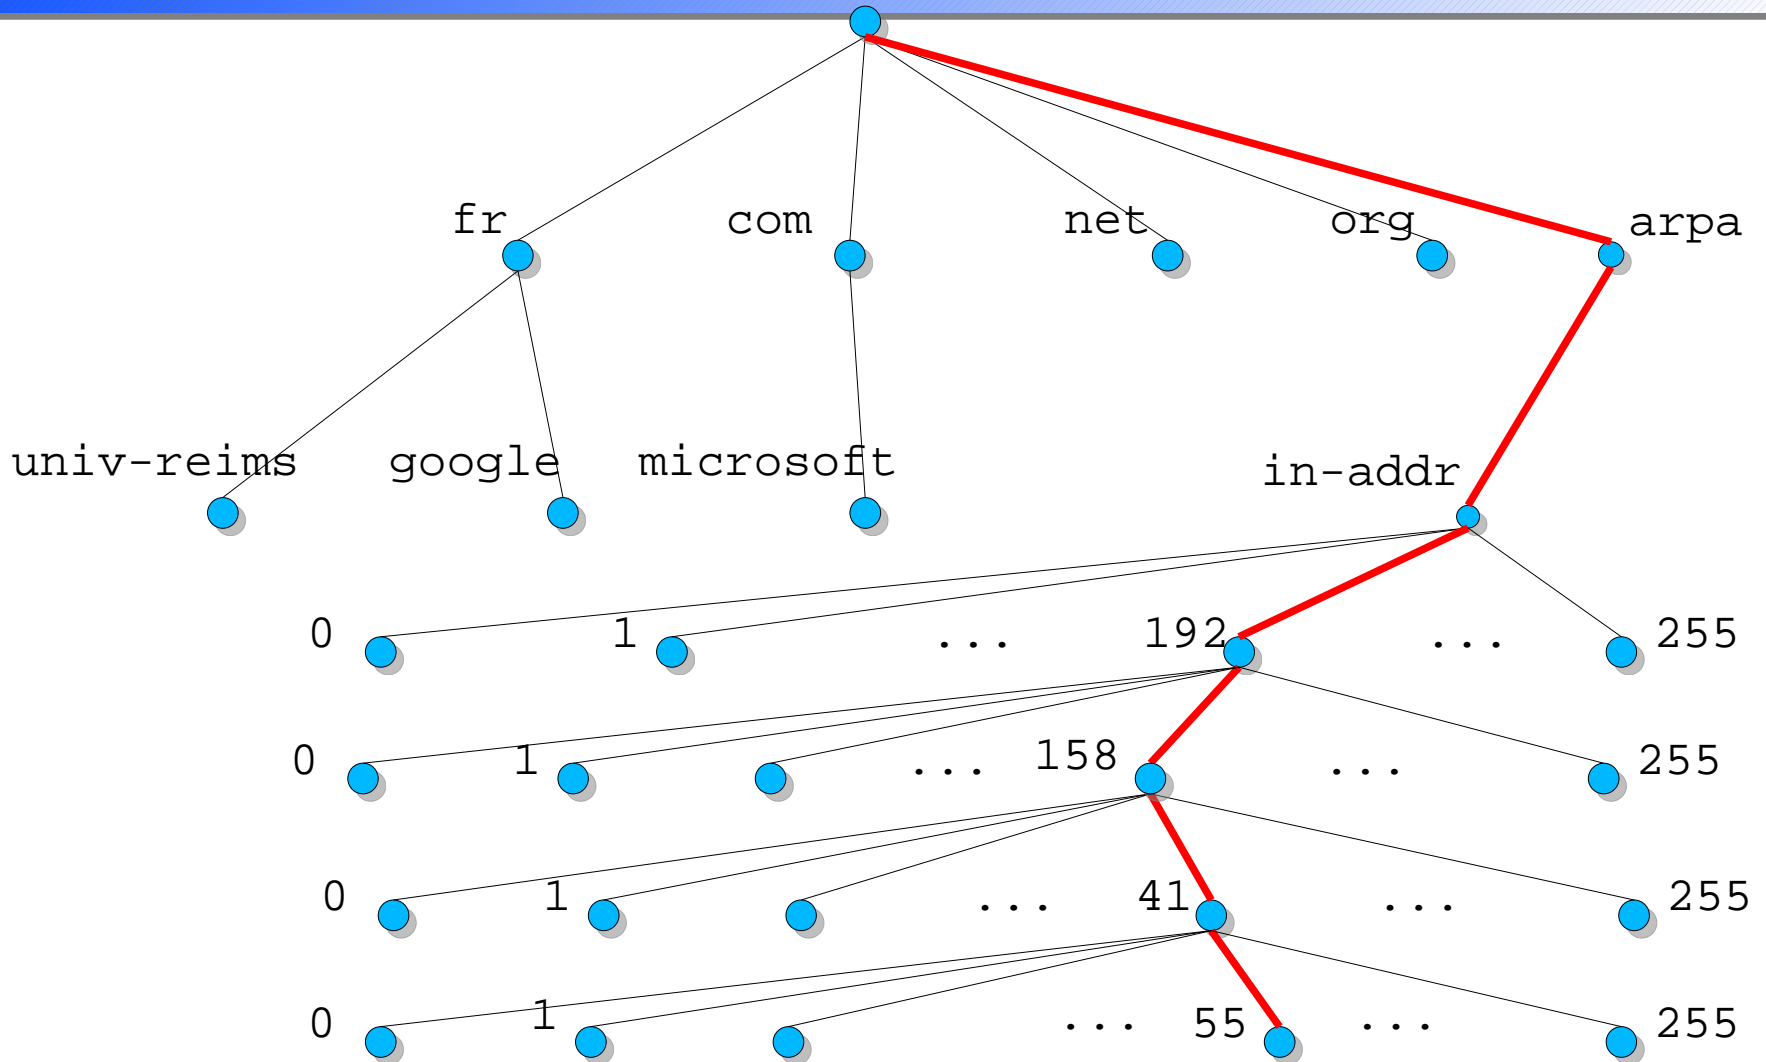 fr com net org arpa
univ-reims google microsoft in-addr
0 1 ... 192 ... 255
0 1 ... 158 ... 255
0 1 ... 41 ... 255
0 1 ... 55 ... 255